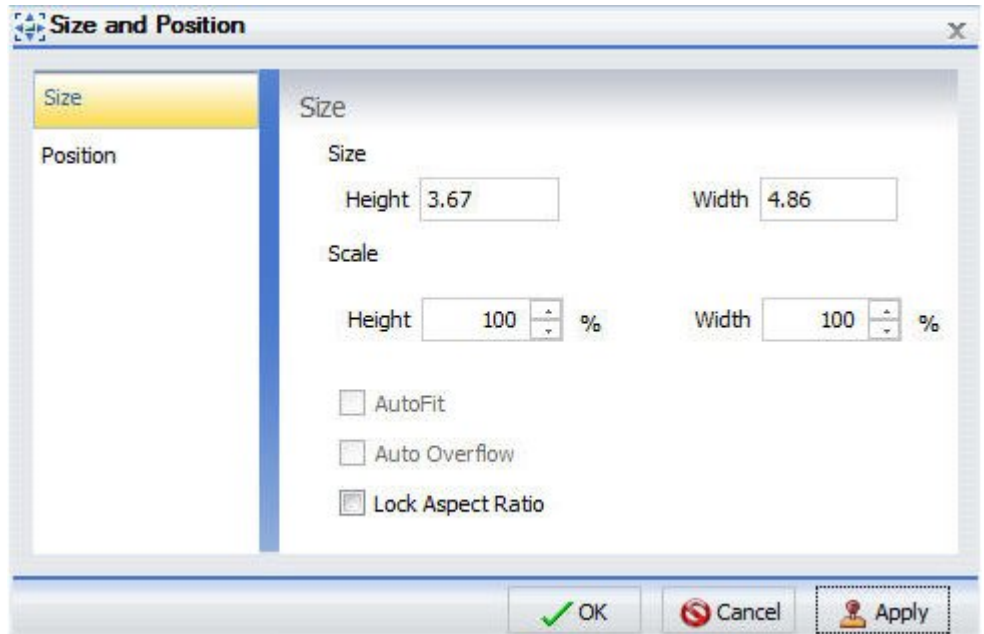 Size and Position
x
Size
Position
Size
Size
Height 3.67 Width 4.86
Scale
Height 100 % Width 100 %
AutoFit
Auto Overflow
Lock Aspect Ratio
OK Cancel Apply